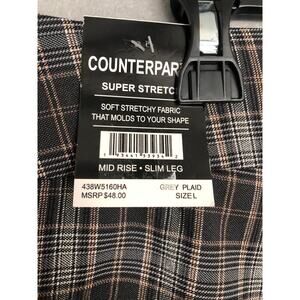 COUNTERPAR
SUPER STRETC
SOFT STRETCHY FABRIC
THAT MOLDS TO YOUR SHAPE
MID RISE • SLIM LEG
438W5160HA GREY PLAID
MSRP $48.00 SIZE L